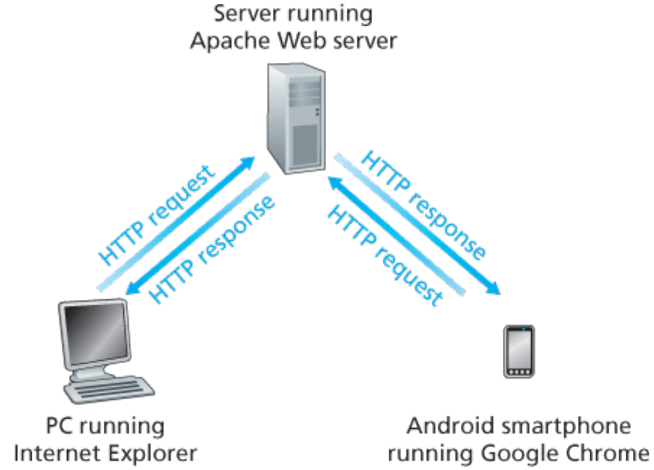 Server running
Apache Web server
HTTP request
HTTP response
HTTP response
HTTP request
PC running
Internet Explorer
Android smartphone
running Google Chrome